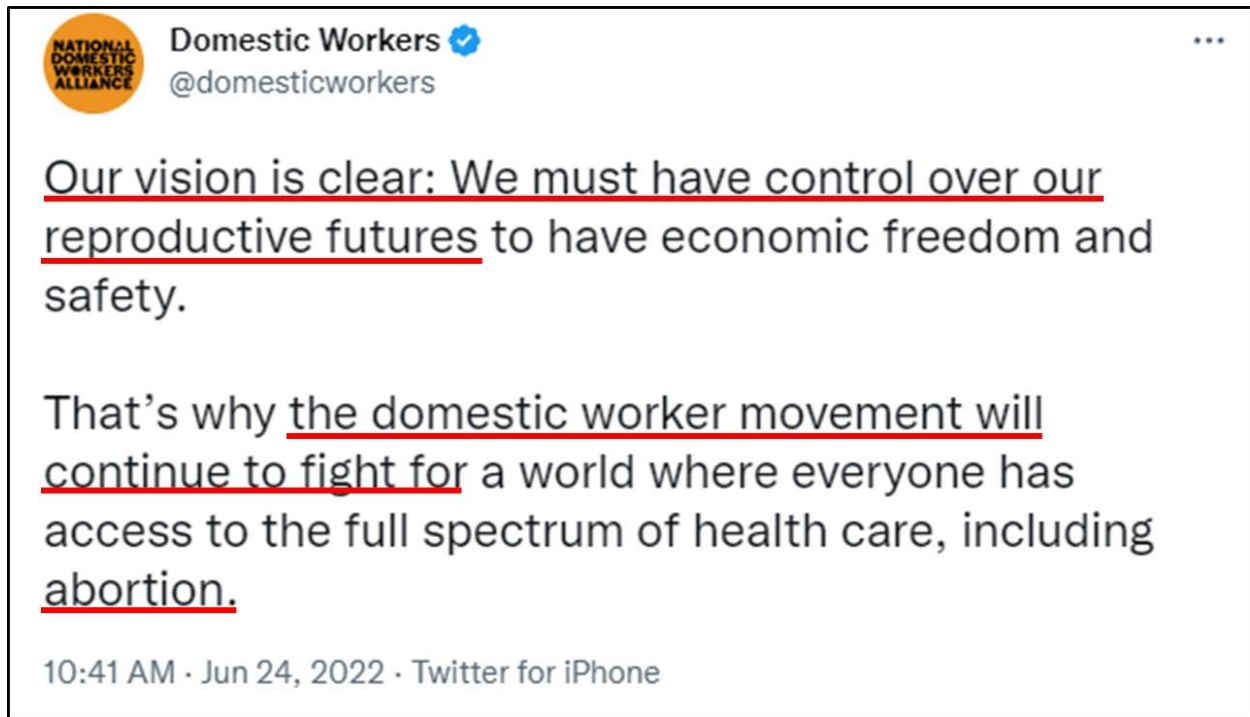 NATIONAL
DOMESTIC
WORKERS
ALLIANCE
Domestic Workers
@domesticworkers
Our vision is clear: We must have control over our
reproductive futures to have economic freedom and
safety.
That’s why the domestic worker movement will
continue to fight for a world where everyone has
access to the full spectrum of health care, including
abortion.
10:41 AM · Jun 24, 2022 · Twitter for iPhone